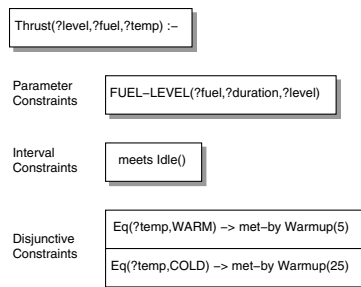 Thrust(?level,?fuel,?temp) :–
Parameter
Constraints
FUEL–LEVEL(?fuel,?duration,?level)
Interval
Constraints
meets Idle()
Disjunctive
Constraints
Eq(?temp,WARM) –> met–by Warmup(5)
Eq(?temp,COLD) –> met–by Warmup(25)